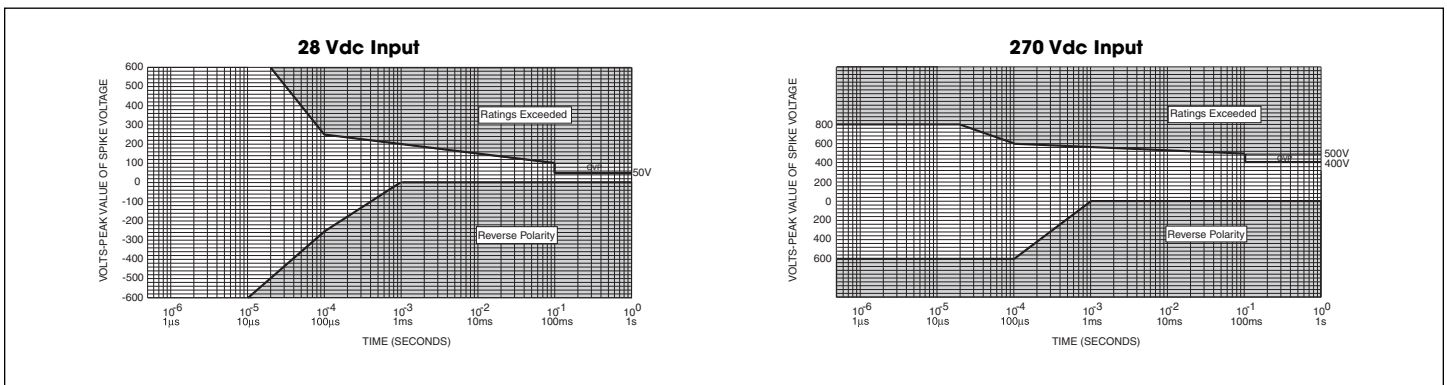 28 Vdc Input
VOLTS-PEAK VALUE OF SPIKE VOLTAGE
600
500
400
300
200
100
0
-100
-200
-300
-400
-500
-600
Ratings Exceeded
OVP
50V
Reverse Polarity
10-6 10-5 10-4 10-3 10-2 10-1 100
1μs 10μs 100μs 1ms 10ms 100ms 1s
TIME (SECONDS)
270 Vdc Input
VOLTS-PEAK VALUE OF SPIKE VOLTAGE
800
600
400
200
0
200
400
600
Ratings Exceeded
OVP
500V
400V
Reverse Polarity
10-6 10-5 10-4 10-3 10-2 10-1 100
1μs 10μs 100μs 1ms 10ms 100ms 1s
TIME (SECONDS)